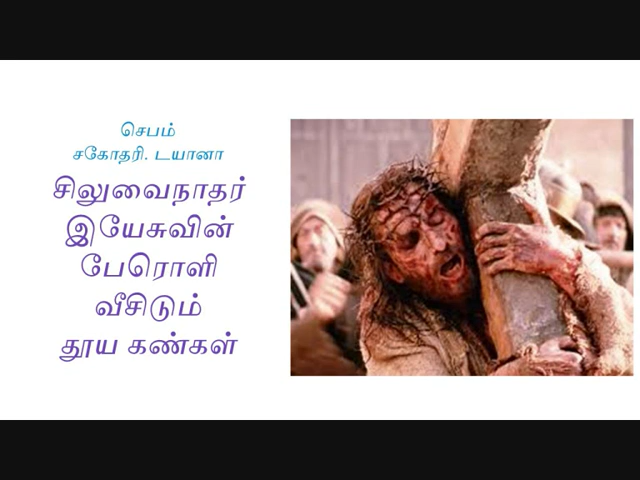 செபம்
சகோதரி. டயானா
சிலுவைநாதர்
இயேசுவின்
பேரொளி
வீசிடும்
தூய கண்கள்